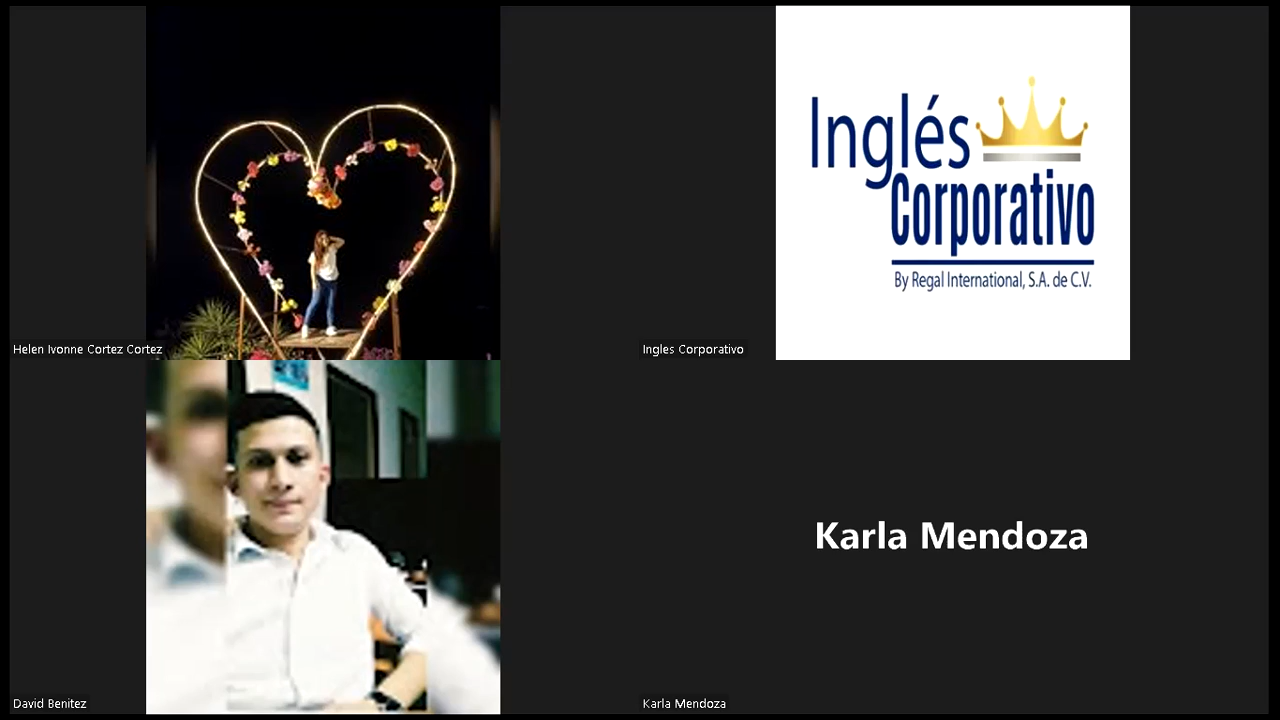 Inglés
Corporativo
By Regal International, S.A. de C.V.
Helen Ivonne Cortez Cortez
Ingles Corporativo
Karla Mendoza
David Benitez
Karla Mendoza